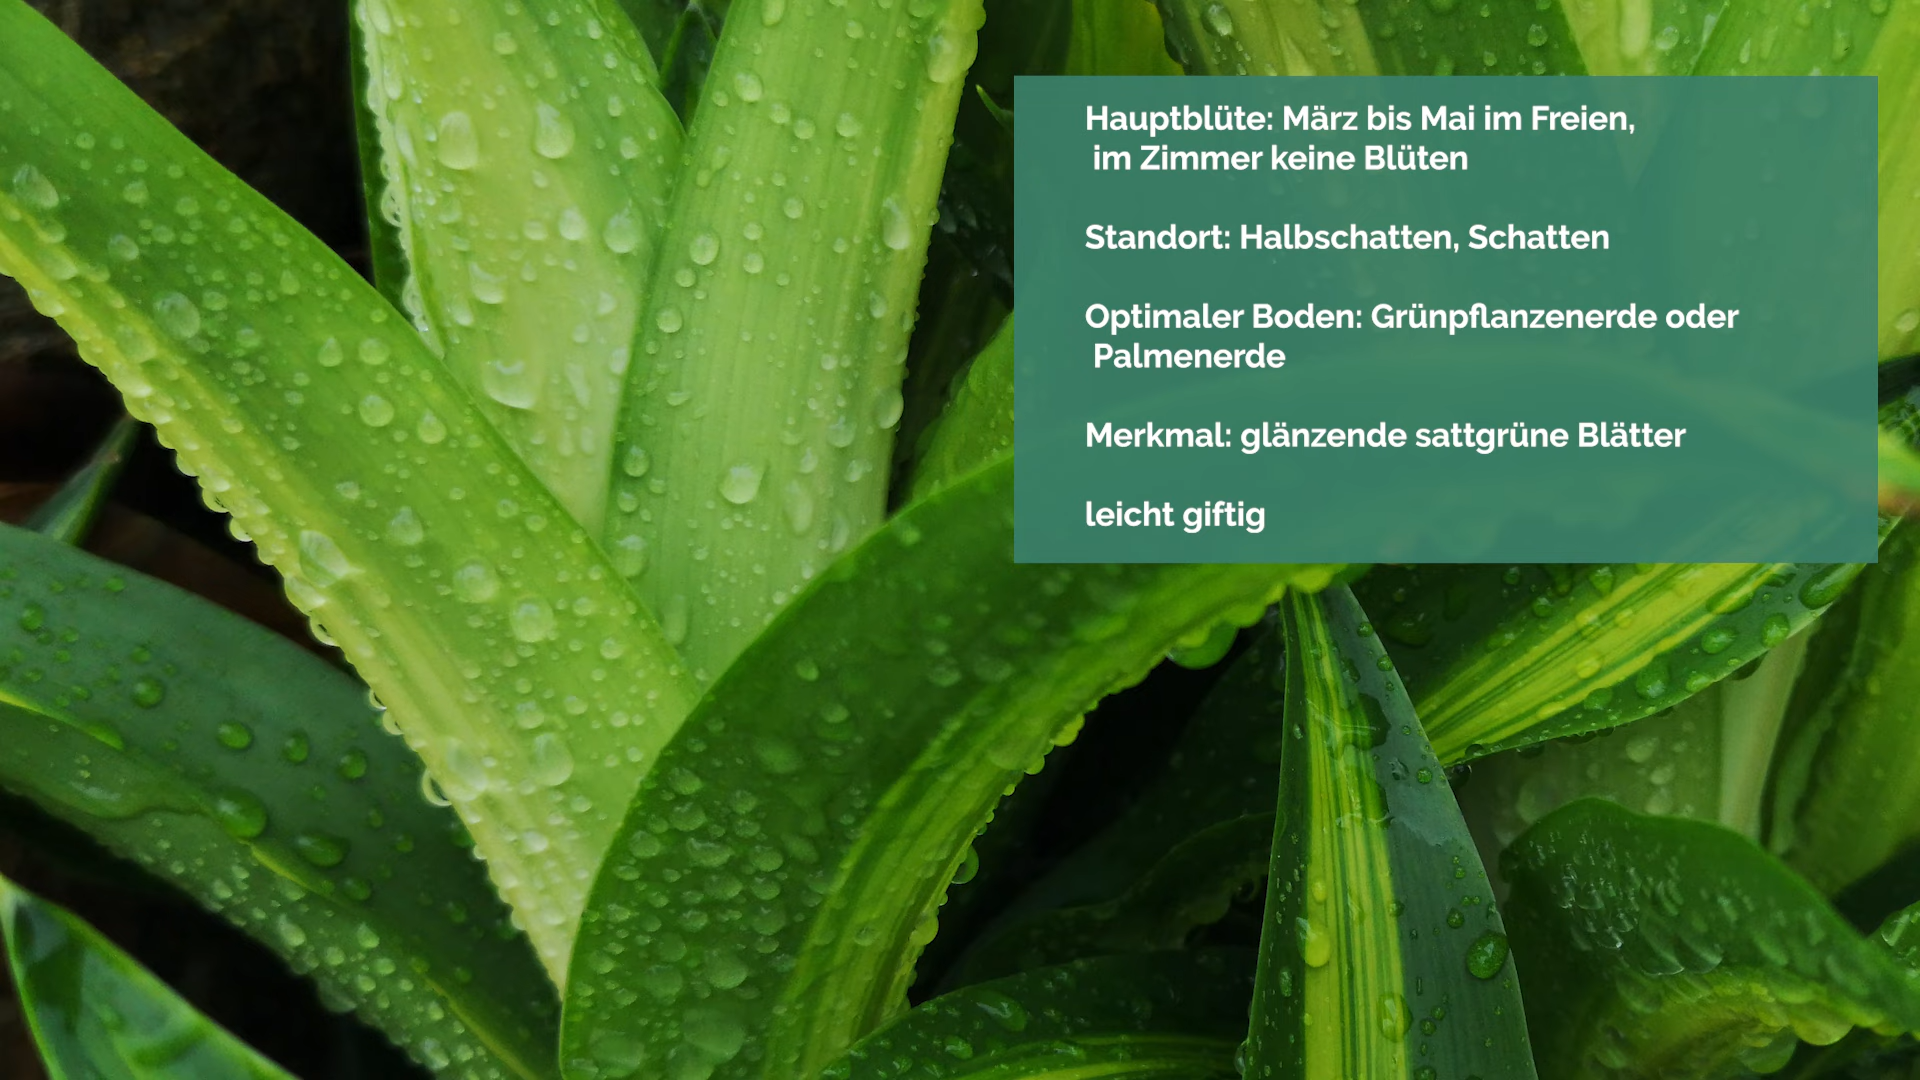 Hauptblüte: März bis Mai im Freien,
im Zimmer keine Blüten
Standort: Halbschatten, Schatten
Optimaler Boden: Grünpflanzenerde oder
Palmenerde
Merkmal: glänzende sattgrüne Blätter
leicht giftig